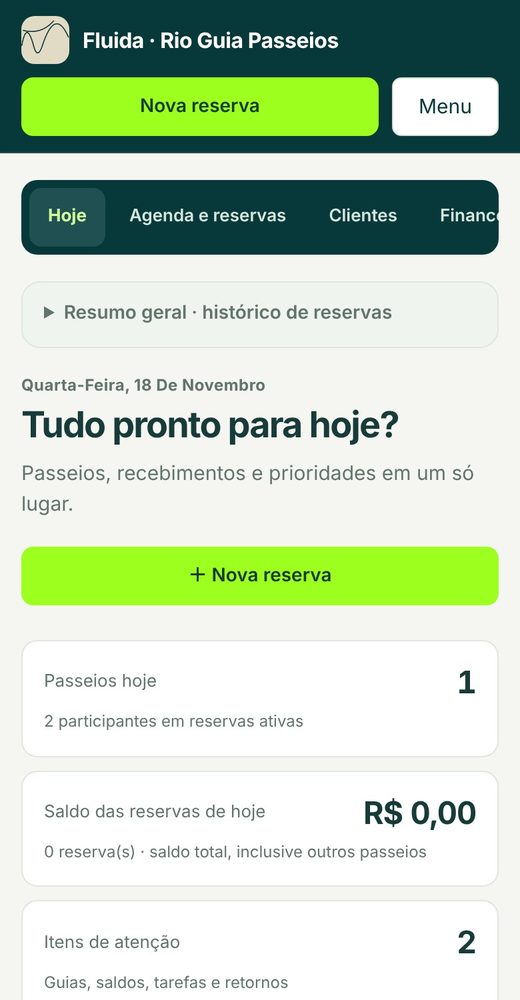 Fluida · Rio Guia Passeios
Nova reserva
Menu
Hoje
Agenda e reservas
Clientes
Financ
▶ Resumo geral · histórico de reservas
Quarta-Feira, 18 De Novembro
Tudo pronto para hoje?
Passeios, recebimentos e prioridades em um só
lugar.
+ Nova reserva
Passeios hoje
1
2 participantes em reservas ativas
Saldo das reservas de hoje
R$ 0,00
0 reserva(s) · saldo total, inclusive outros passeios
Itens de atenção
2
Guias, saldos, tarefas e retornos